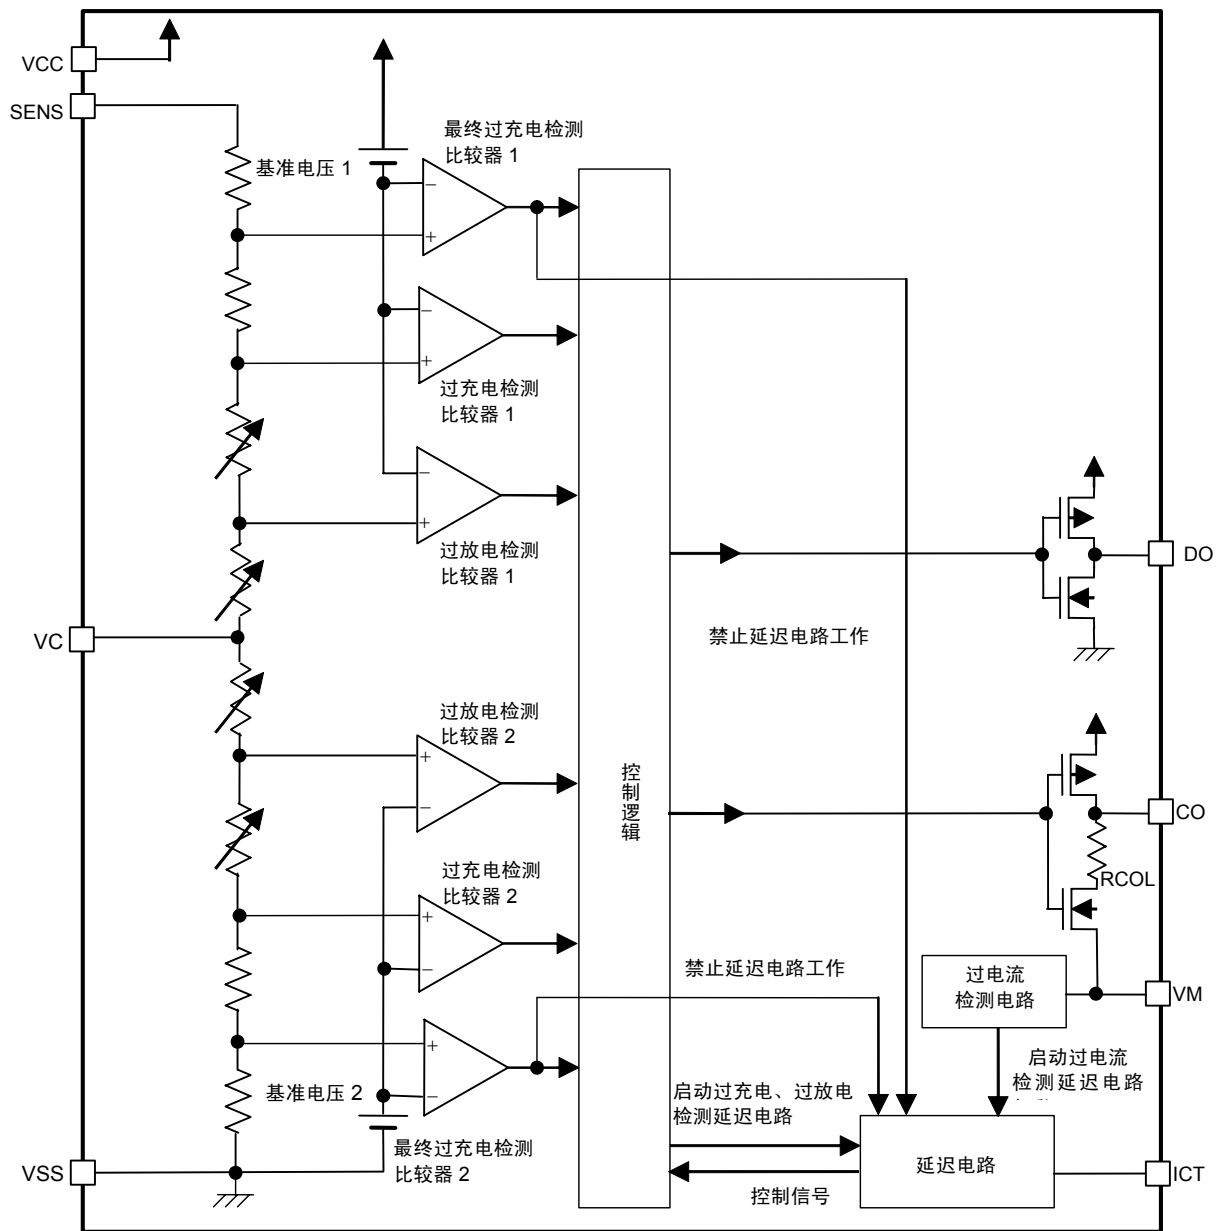 VCC
SENS
最终过充电检测
比较器 1
基准电压 1
−
+
−
+
过充电检测
比较器 1
−
+
过放电检测
比较器 1
DO
禁止延迟电路工作
VC
过放电检测
比较器 2
+
−
控制逻辑
CO
RCOL
过充电检测
比较器 2
+
−
禁止延迟电路工作
过电流
检测电路
VM
+
−
基准电压 2
启动过电流
检测延迟电路
启动过充电、过放电
检测延迟电路
最终过充电检测
比较器 2
延迟电路
控制信号
VSS
ICT